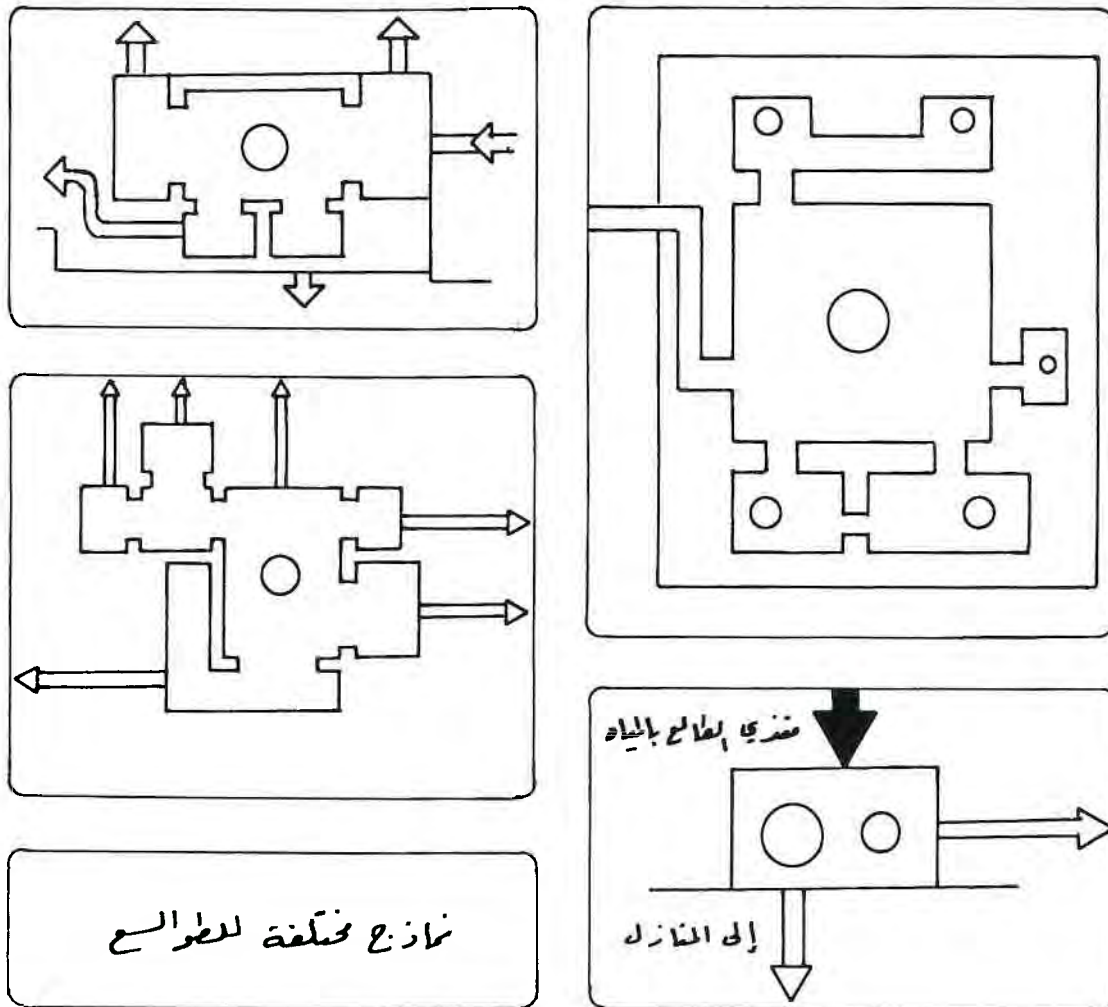 مغذي الطالع بالمياه
إلى المنازل
نماذج مختلفة للطوالع